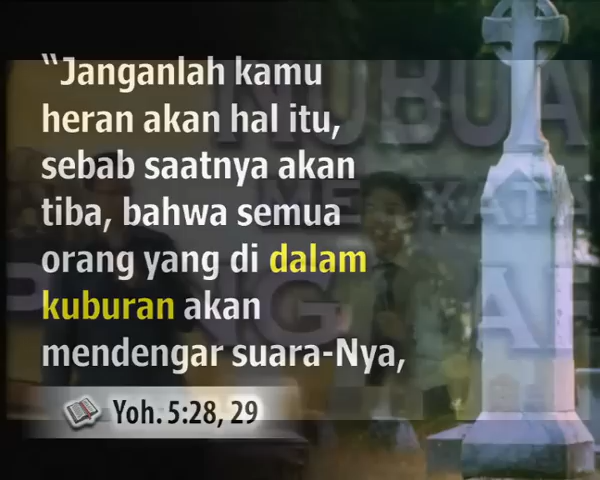 “Janganlah kamu
heran akan hal itu,
sebab saatnya akan
tiba, bahwa semua
orang yang di dalam
kuburan akan
mendengar suara-Nya,
Yoh. 5:28, 29